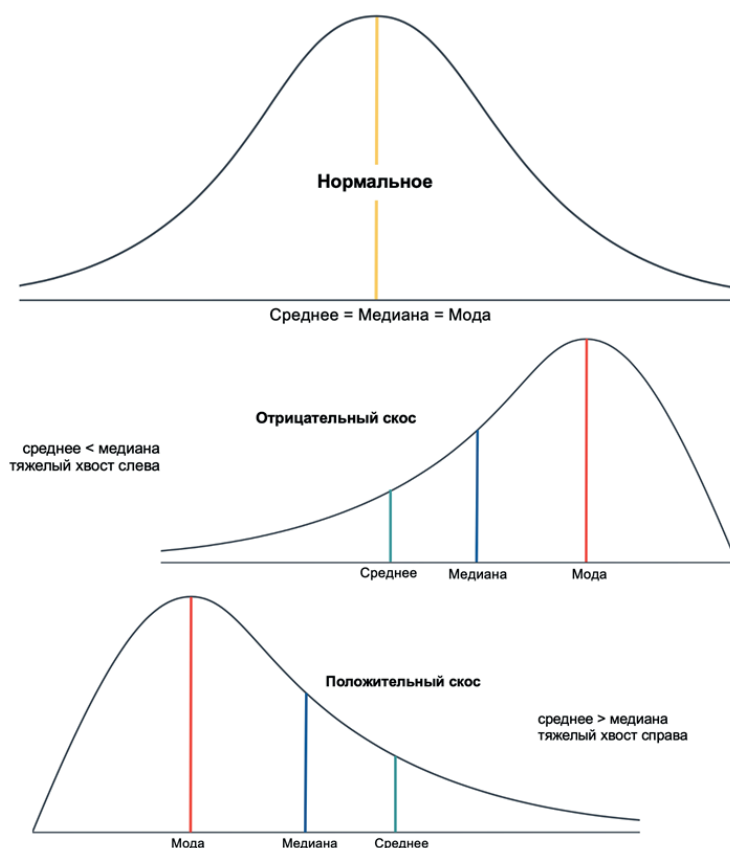 Нормальное
Среднее = Медиана = Мода
Отрицательный скос
среднее < медиана
тяжелый хвост слева
Среднее Медиана Мода
Положительный скос
среднее > медиана
тяжелый хвост справа
Мода Медиана Среднее